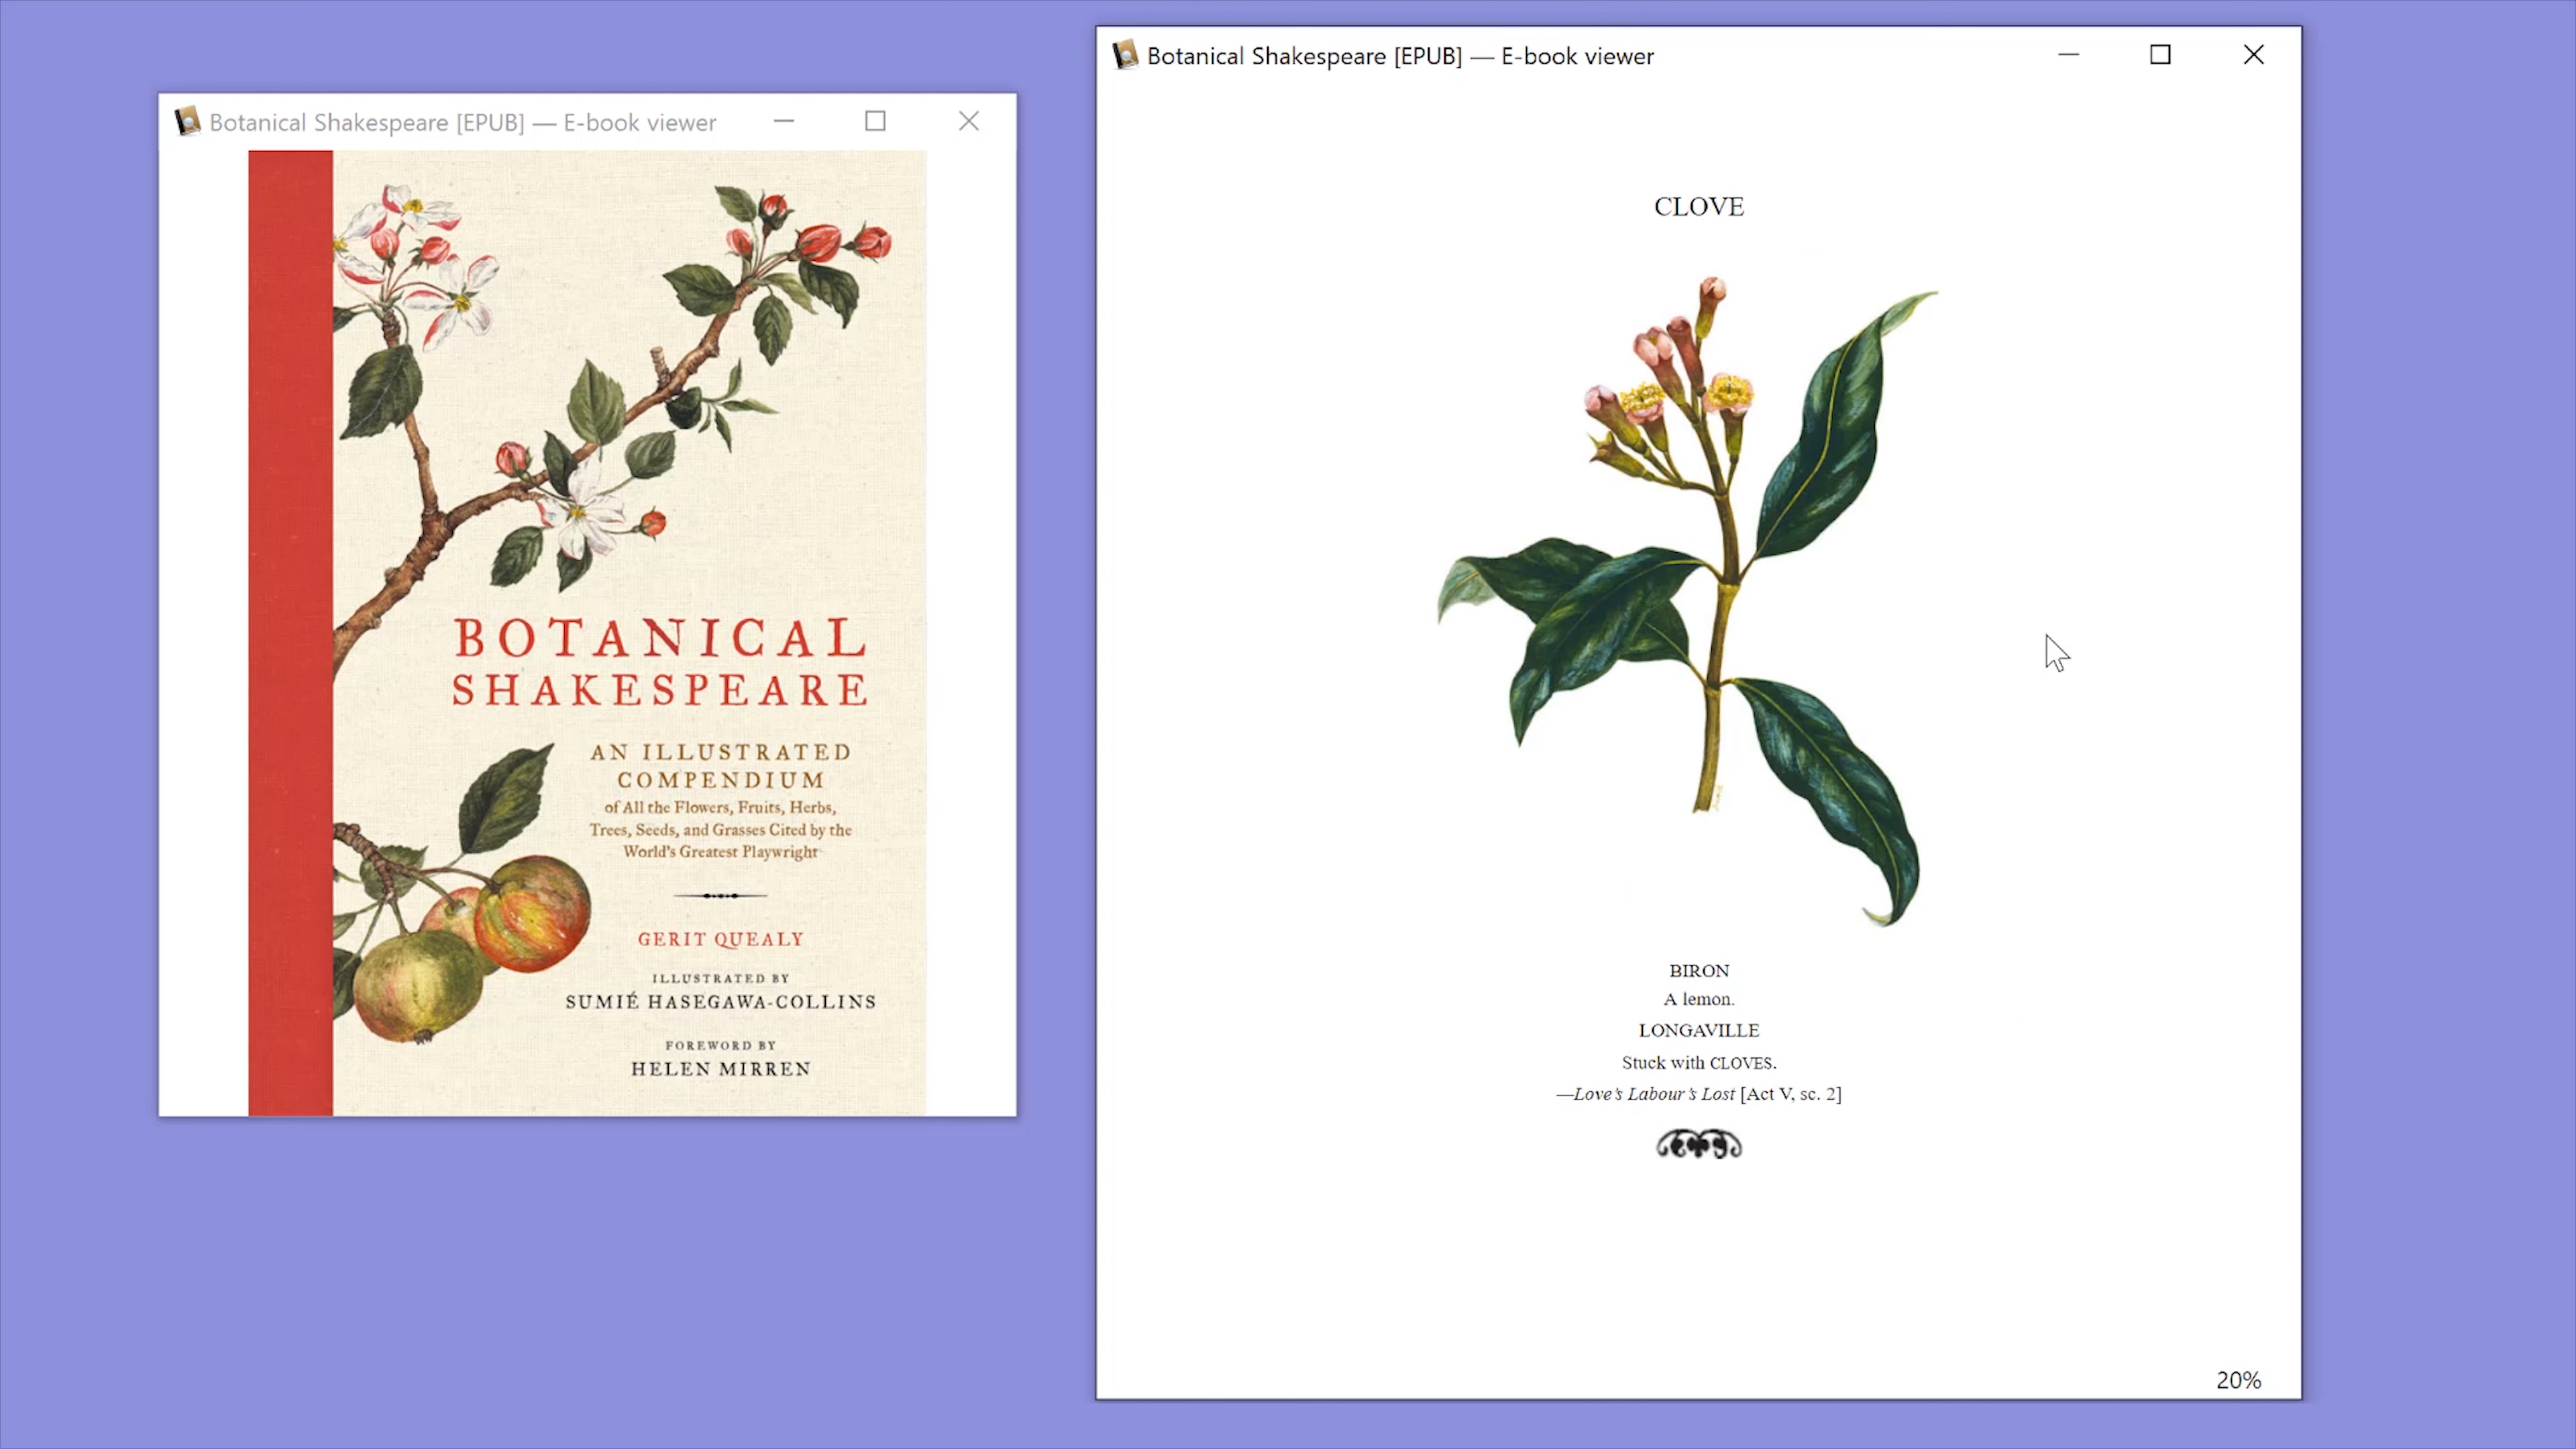 Botanical Shakespeare [EPUB] — E-book viewer
BOTANICAL
SHAKESPEARE
AN ILLUSTRATED
COMPENDIUM
of All the Flowers, Fruits, Herbs,
Trees, Seeds, and Grasses Cited by the
World's Greatest Playwright
GERIT QUEALY
ILLUSTRATED BY
SUMIÉ HASEGAWA-COLLINS
FOREWORD BY
HELEN MIRREN
Botanical Shakespeare [EPUB] — E-book viewer
CLOVE
BIRON
A lemon.
LONGAVILLE
Stuck with CLOVES.
—Love's Labour's Lost [Act V, sc. 2]
20%